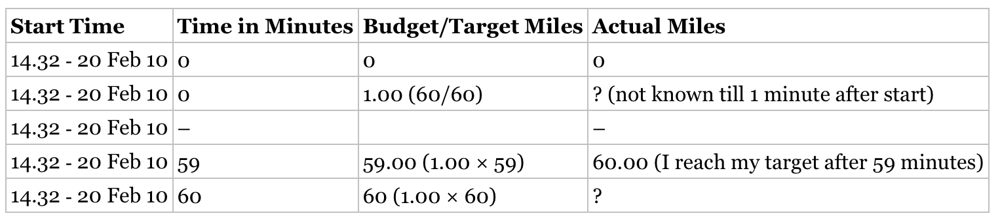 Start Time Time in Minutes Budget/Target Miles Actual Miles
14.32 - 20 Feb 10 0 0 0
14.32 - 20 Feb 10 0 1.00 (60/60) ? (not known till 1 minute after start)
14.32 - 20 Feb 10 – –
14.32 - 20 Feb 10 59 59.00 (1.00 × 59) 60.00 (I reach my target after 59 minutes)
14.32 - 20 Feb 10 60 60 (1.00 × 60) ?